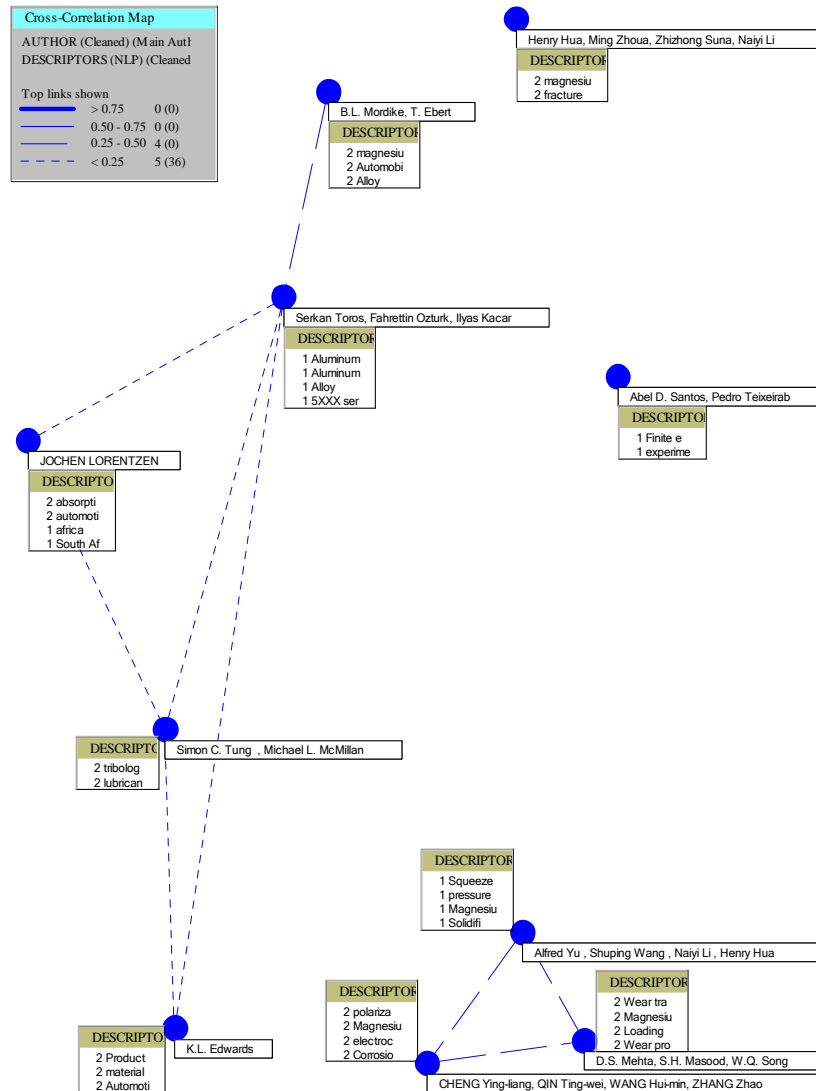 Cross-Correlation Map
AUTHOR (Cleaned) (Main Auth
DESCRIPTORS (NLP) (Cleaned
Top links shown
> 0.75 0 (0)
0.50 - 0.75 0 (0)
0.25 - 0.50 4 (0)
< 0.25 5 (36)
Henry Hua, Ming Zhoua, Zhizhong Suna, Naiyi Li
DESCRIPTOR
2 magnesiu
2 fracture
B.L. Mordike, T. Ebert
DESCRIPTOR
2 magnesiu
2 Automobi
2 Alloy
Serkan Toros, Fahrettin Ozturk, Ilyas Kacar
DESCRIPTOR
1 Aluminum
1 Aluminum
1 Alloy
1 5XXX ser
Abel D. Santos, Pedro Teixeirab
DESCRIPTO
1 Finite e
1 experime
JOCHEN LORENTZEN
DESCRIPTO
2 absorpti
2 automoti
1 africa
1 South Af
Simon C. Tung , Michael L. McMillan
DESCRIPTO
2 tribolog
2 lubrican
DESCRIPTOR
1 Squeeze
1 pressure
1 Magnesiu
1 Solidifi
Alfred Yu , Shuping Wang , Naiyi Li , Henry Hua
DESCRIPTOR
2 Wear tra
2 Magnesiu
2 Loading
2 Wear pro
D.S. Mehta, S.H. Masood, W.Q. Song
DESCRIPTOR
2 polariza
2 Magnesiu
2 electroc
2 Corrosio
CHENG Ying-liang, QIN Ting-wei, WANG Hui-min, ZHANG Zhao
K.L. Edwards
DESCRIPTO
2 Product
2 material
2 Automoti